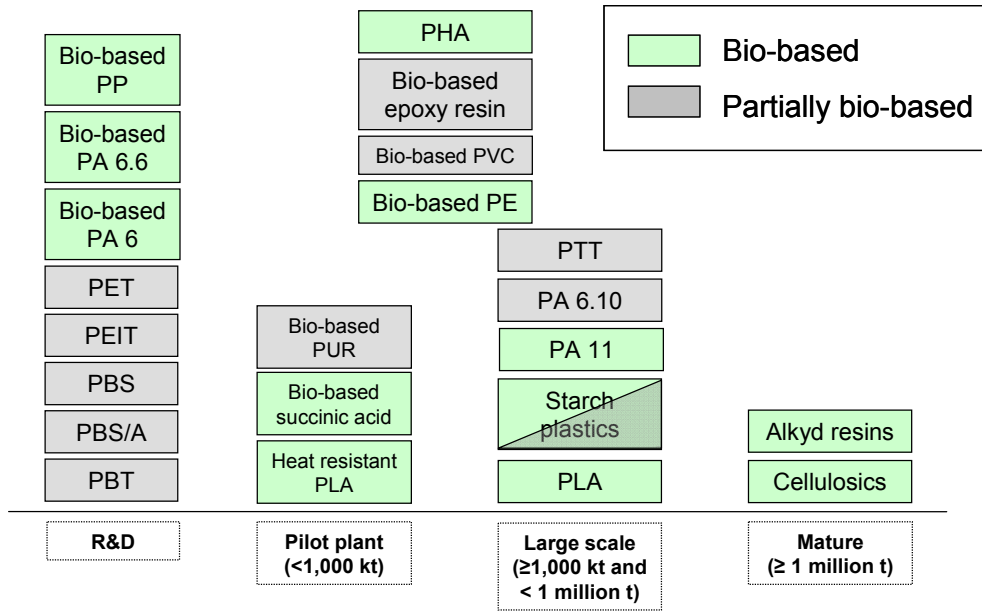 Bio-based
PP
Bio-based
PA 6.6
Bio-based
PA 6
PET
PEIT
PBS
PBS/A
PBT
R&D
Bio-based
PUR
Bio-based
succinic acid
Heat resistant
PLA
Pilot plant
(<1,000 kt)
PHA
Bio-based
epoxy resin
Bio-based PVC
Bio-based PE
PTT
PA 6.10
PA 11
Starch
plastics
PLA
Large scale
(≥1,000 kt and
< 1 million t)
Alkyd resins
Cellulosics
Mature
(≥ 1 million t)
Bio-based
Partially bio-based